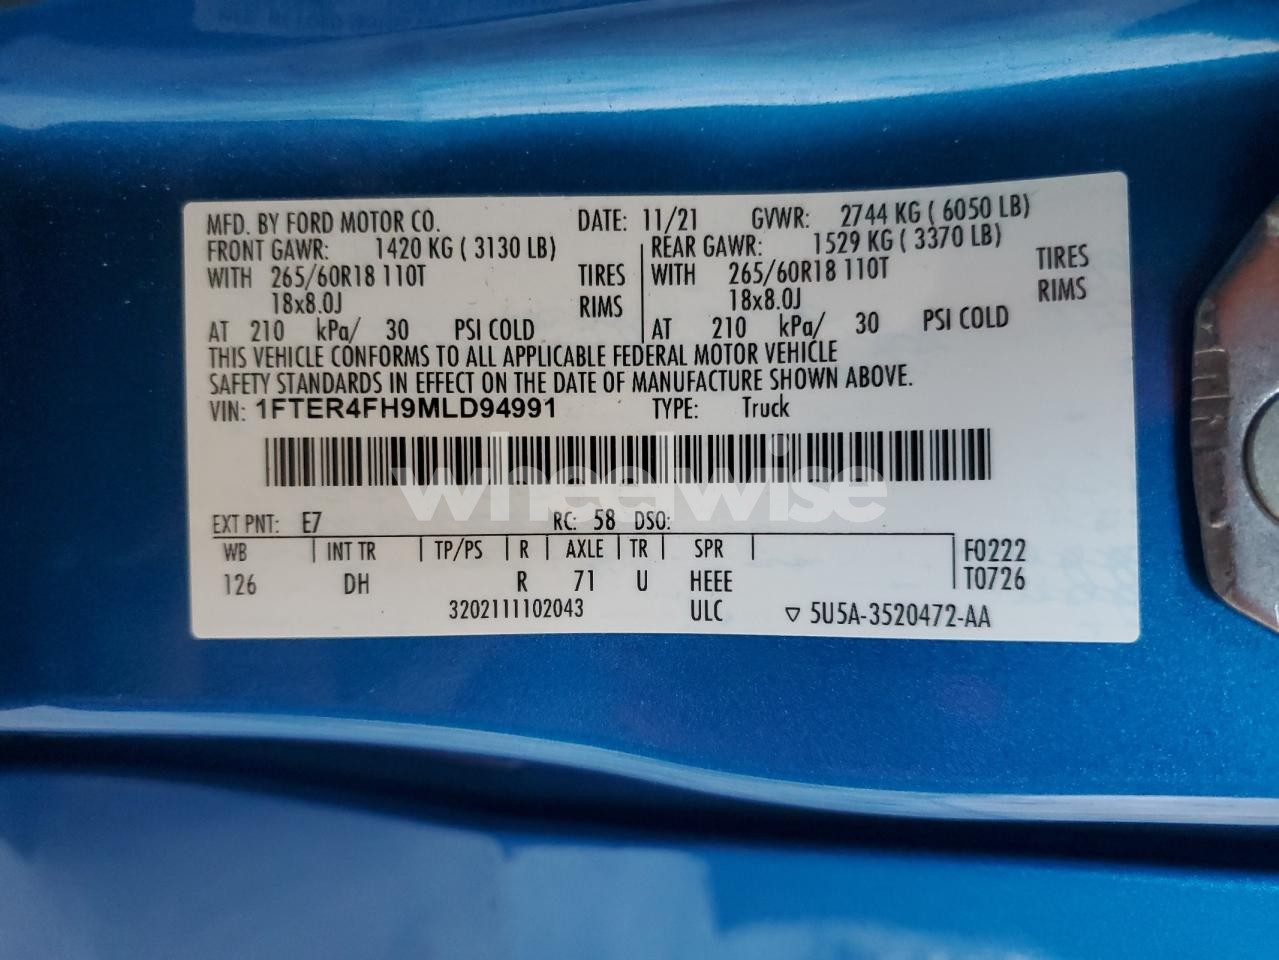 MFD. BY FORD MOTOR CO. DATE: 11/21 GVWR: 2744 KG ( 6050 LB)
FRONT GAWR: 1420 KG ( 3130 LB) REAR GAWR: 1529 KG ( 3370 LB)
WITH 265/60R18 110T TIRES WITH 265/60R18 110T TIRES
18x8.0J RIMS 18x8.0J RIMS
AT 210 kPa/ 30 PSI COLD AT 210 kPa/ 30 PSI COLD
THIS VEHICLE CONFORMS TO ALL APPLICABLE FEDERAL MOTOR VEHICLE
SAFETY STANDARDS IN EFFECT ON THE DATE OF MANUFACTURE SHOWN ABOVE.
VIN: 1FTER4FH9MLD94991 TYPE: Truck
wheelwise
EXT PNT: E7 RC: 58 DSO:
WB INT TR TP/PS R AXLE TR SPR F0222
126 DH R 71 U HEEE T0726
3202111102043 ULC ▽ 5U5A-3520472-AA